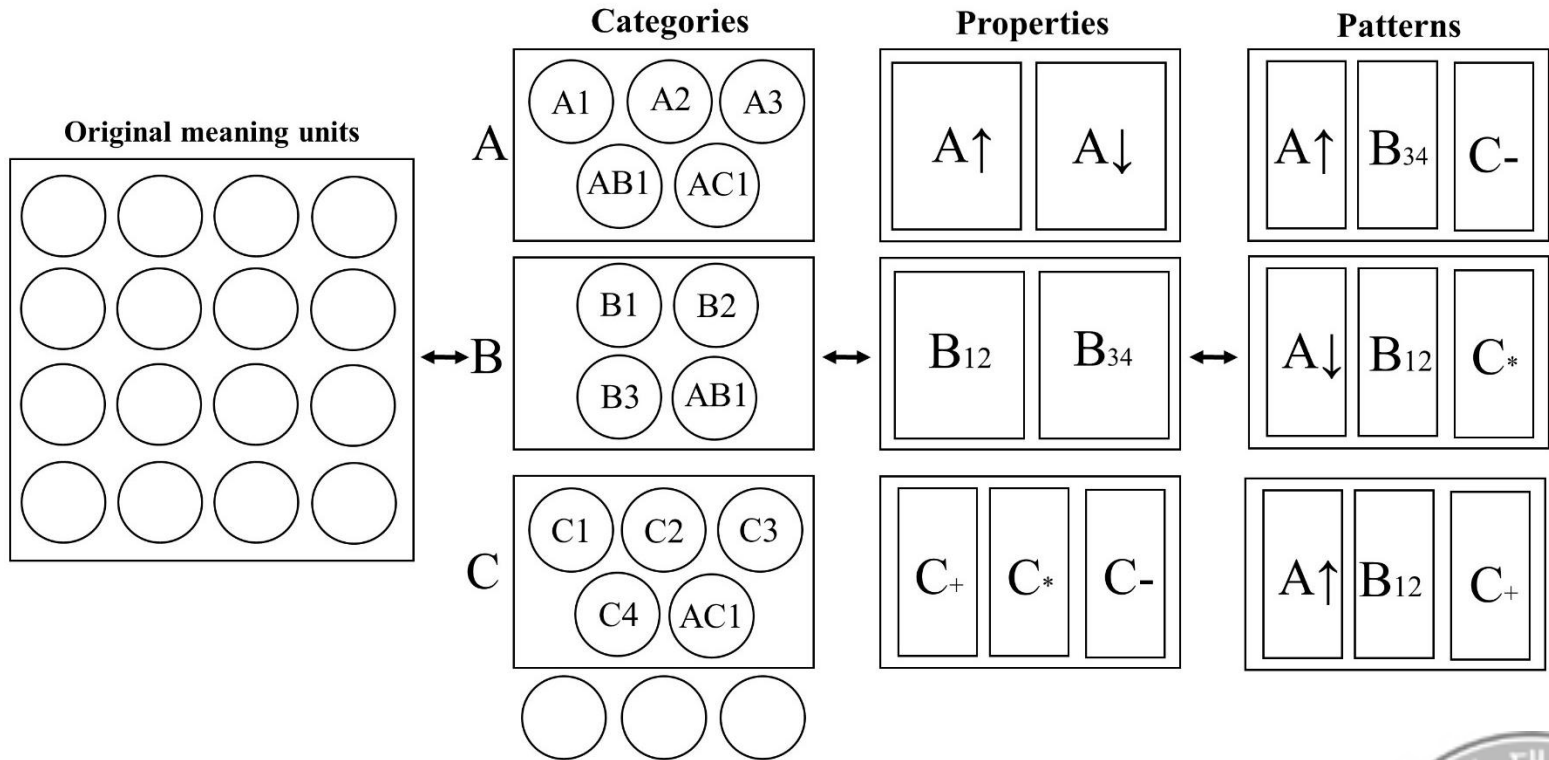 Categories
Properties
Patterns
Original meaning units
A
A1 A2 A3
AB1 AC1
A↑ A↓
A↑ B34 C-
B
B1 B2
B3 AB1
B12 B34
A↓ B12 C*
C
C1 C2 C3
C4 AC1
C+ C* C-
A↑ B12 C+